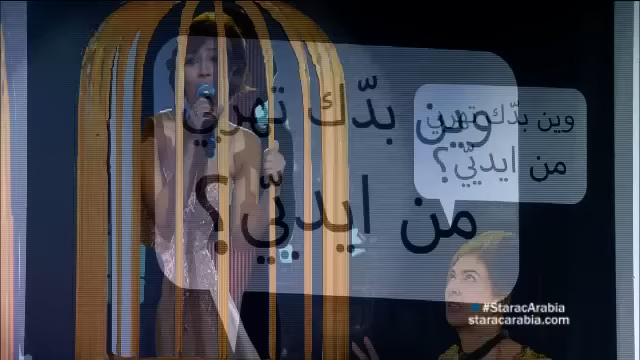 وين بدّك تهربي
من ايديّي؟
وين بدّك تهربي
من ايديّي؟
#StaracArabia
staracarabia.com